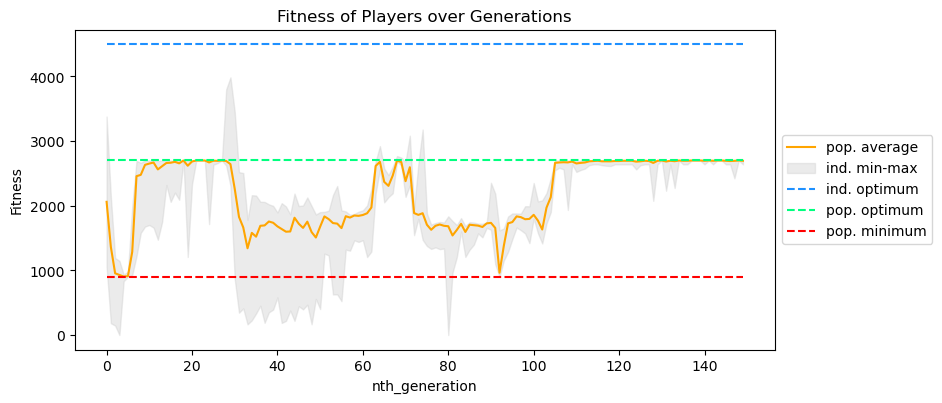 Fitness of Players over Generations
Fitness
4000
3000
2000
1000
0
0 20 40 60 80 100 120 140
nth_generation
pop. average
ind. min-max
ind. optimum
pop. optimum
pop. minimum